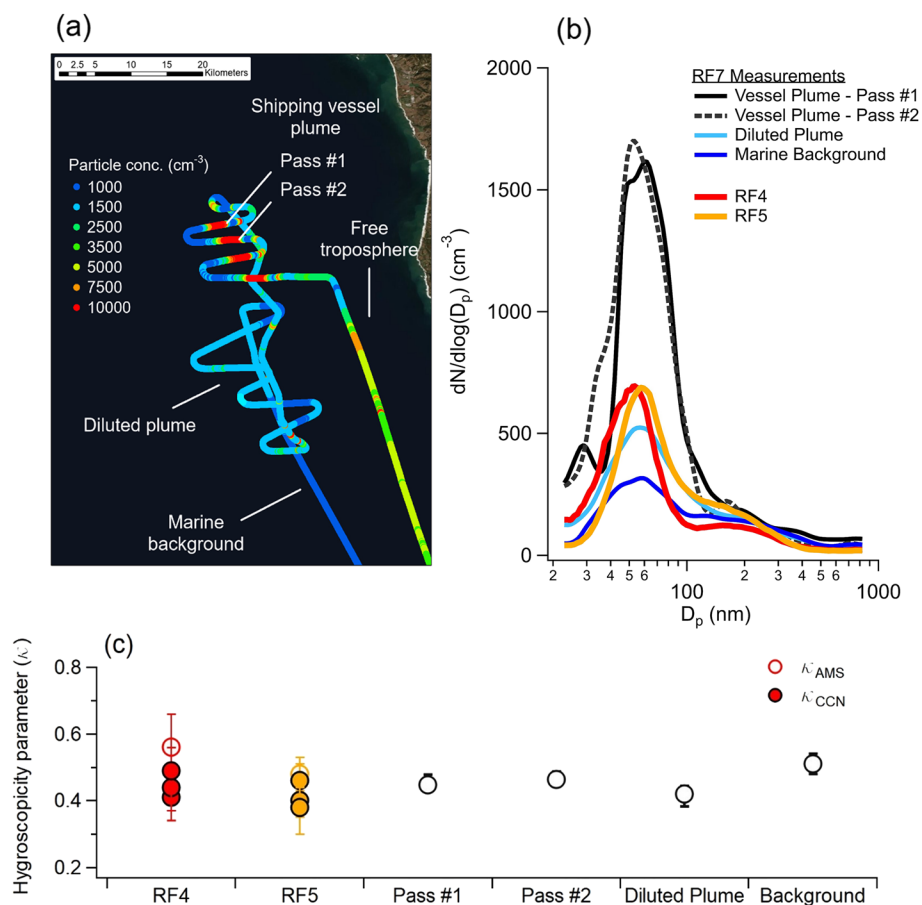 (a)
0 2.5 5 10 15 20
Kilometers
Shipping vessel
plume
Pass #1
Pass #2
Particle conc. (cm-3)
1000
1500
2500
3500
5000
7500
10000
Free
troposphere
Diluted plume
Marine
background
(b)
2000
1500
1000
500
0
dN/dlog(Dp) (cm-3)
RF7 Measurements
Vessel Plume - Pass #1
Vessel Plume - Pass #2
Diluted Plume
Marine Background
RF4
RF5
2 3 4 5 6 100 2 3 4 5 6 1000
Dp (nm)
(c)
Hygroscopicity parameter (κ)
0.8
0.6
0.4
0.2
κAMS
κCCN
RF4 RF5 Pass #1 Pass #2 Diluted Plume Background